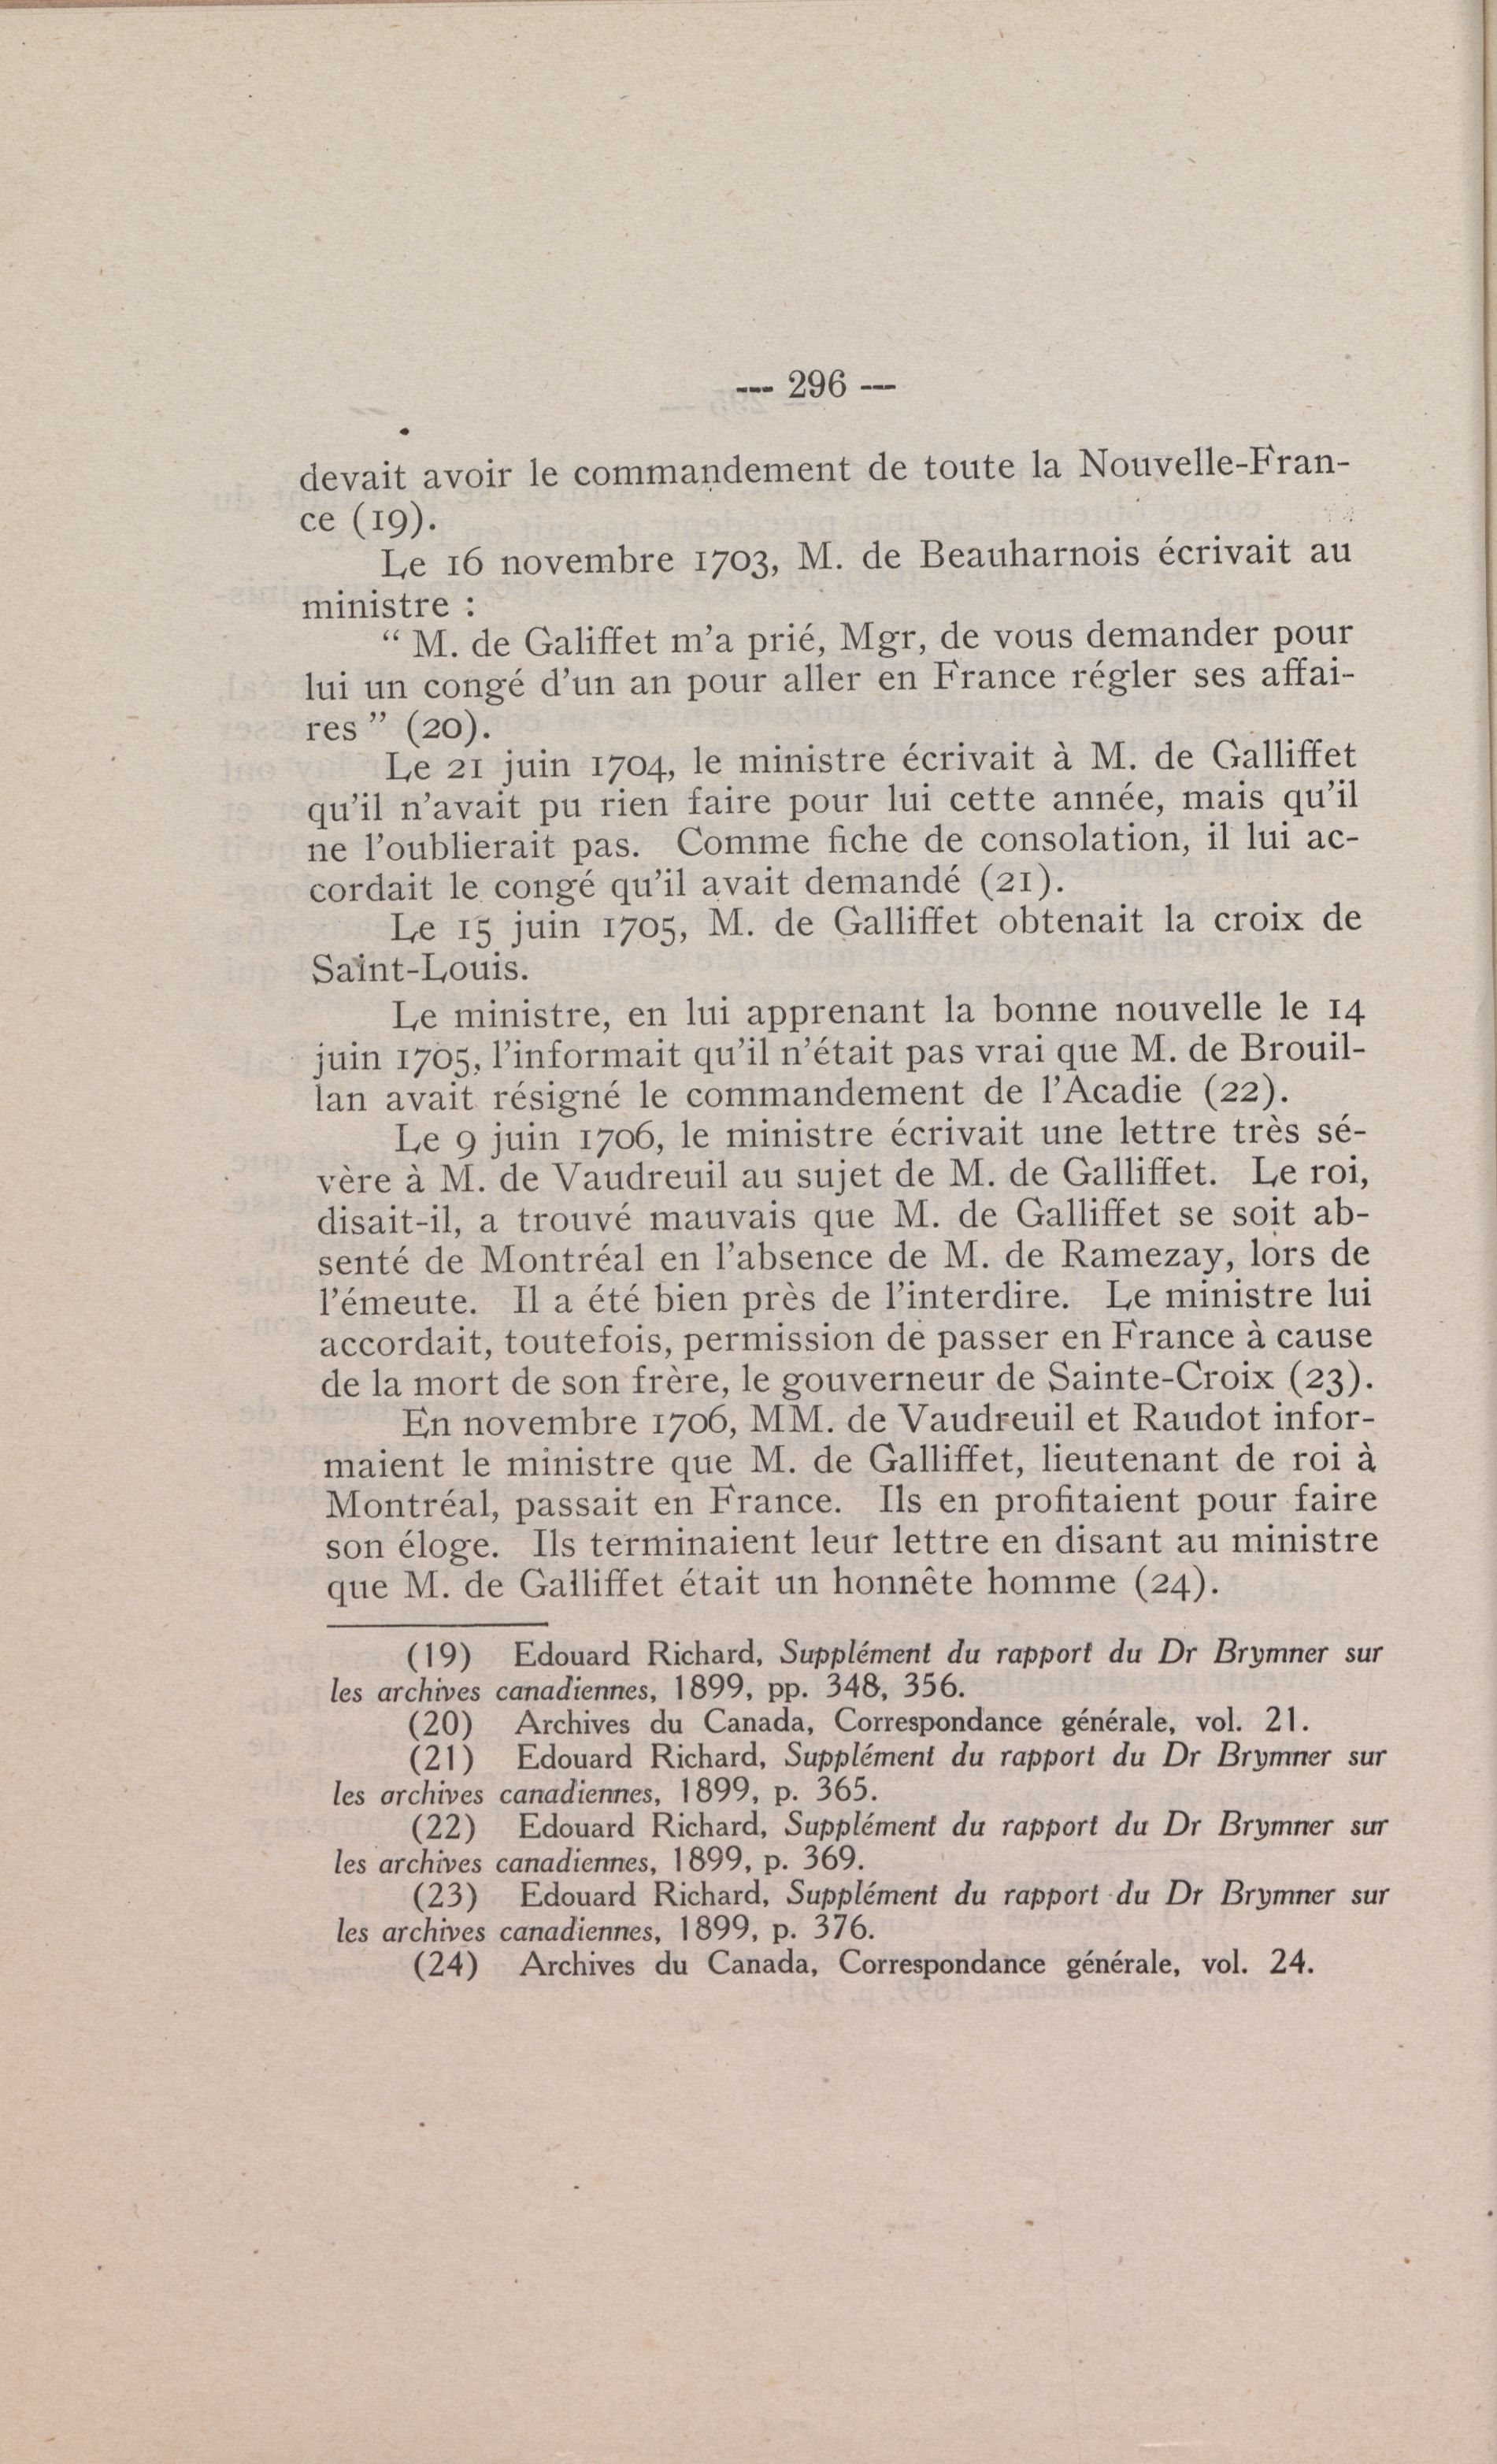 — 296 —
devait avoir le commandement de toute la Nouvelle-Fran-
ce (19).
Le 16 novembre 1703, M. de Beauharnois écrivait au
ministre :
“ M. de Galiffet m’a prié, Mgr, de vous demander pour
lui un congé d’un an pour aller en France régler ses affai-
res ” (20).
Le 21 juin 1704, le ministre écrivait à M. de Galliffet
qu’il n’avait pu rien faire pour lui cette année, mais qu’il
ne l’oublierait pas. Comme fiche de consolation, il lui ac-
cordait le congé qu’il avait demandé (21).
Le 15 juin 1705, M. de Galliffet obtenait la croix de
Saint-Louis.
Le ministre, en lui apprenant la bonne nouvelle le 14
juin 1705, l’informait qu’il n’était pas vrai que M. de Brouil-
lan avait résigné le commandement de l’Acadie (22).
Le 9 juin 1706, le ministre écrivait une lettre très sé-
vère à M. de Vaudreuil au sujet de M. de Galliffet. Le roi,
disait-il, a trouvé mauvais que M. de Galliffet se soit ab-
senté de Montréal en l’absence de M. de Ramezay, lors de
l’émeute. Il a été bien près de l’interdire. Le ministre lui
accordait, toutefois, permission de passer en France à cause
de la mort de son frère, le gouverneur de Sainte-Croix (23).
En novembre 1706, MM. de Vaudreuil et Raudot infor-
maient le ministre que M. de Galliffet, lieutenant de roi à
Montréal, passait en France. Ils en profitaient pour faire
son éloge. Ils terminaient leur lettre en disant au ministre
que M. de Galliffet était un honnête homme (24).
(19) Edouard Richard, Supplément du rapport du Dr Brymner sur
les archives canadiennes, 1899, pp. 348, 356.
(20) Archives du Canada, Correspondance générale, vol. 21.
(21) Edouard Richard, Supplément du rapport du Dr Brymner sur
les archives canadiennes, 1899, p. 365.
(22) Edouard Richard, Supplément du rapport du Dr Brymner sur
les archives canadiennes, 1899, p. 369.
(23) Edouard Richard, Supplément du rapport du Dr Brymner sur
les archives canadiennes, 1899, p. 376.
(24) Archives du Canada, Correspondance générale, vol. 24.